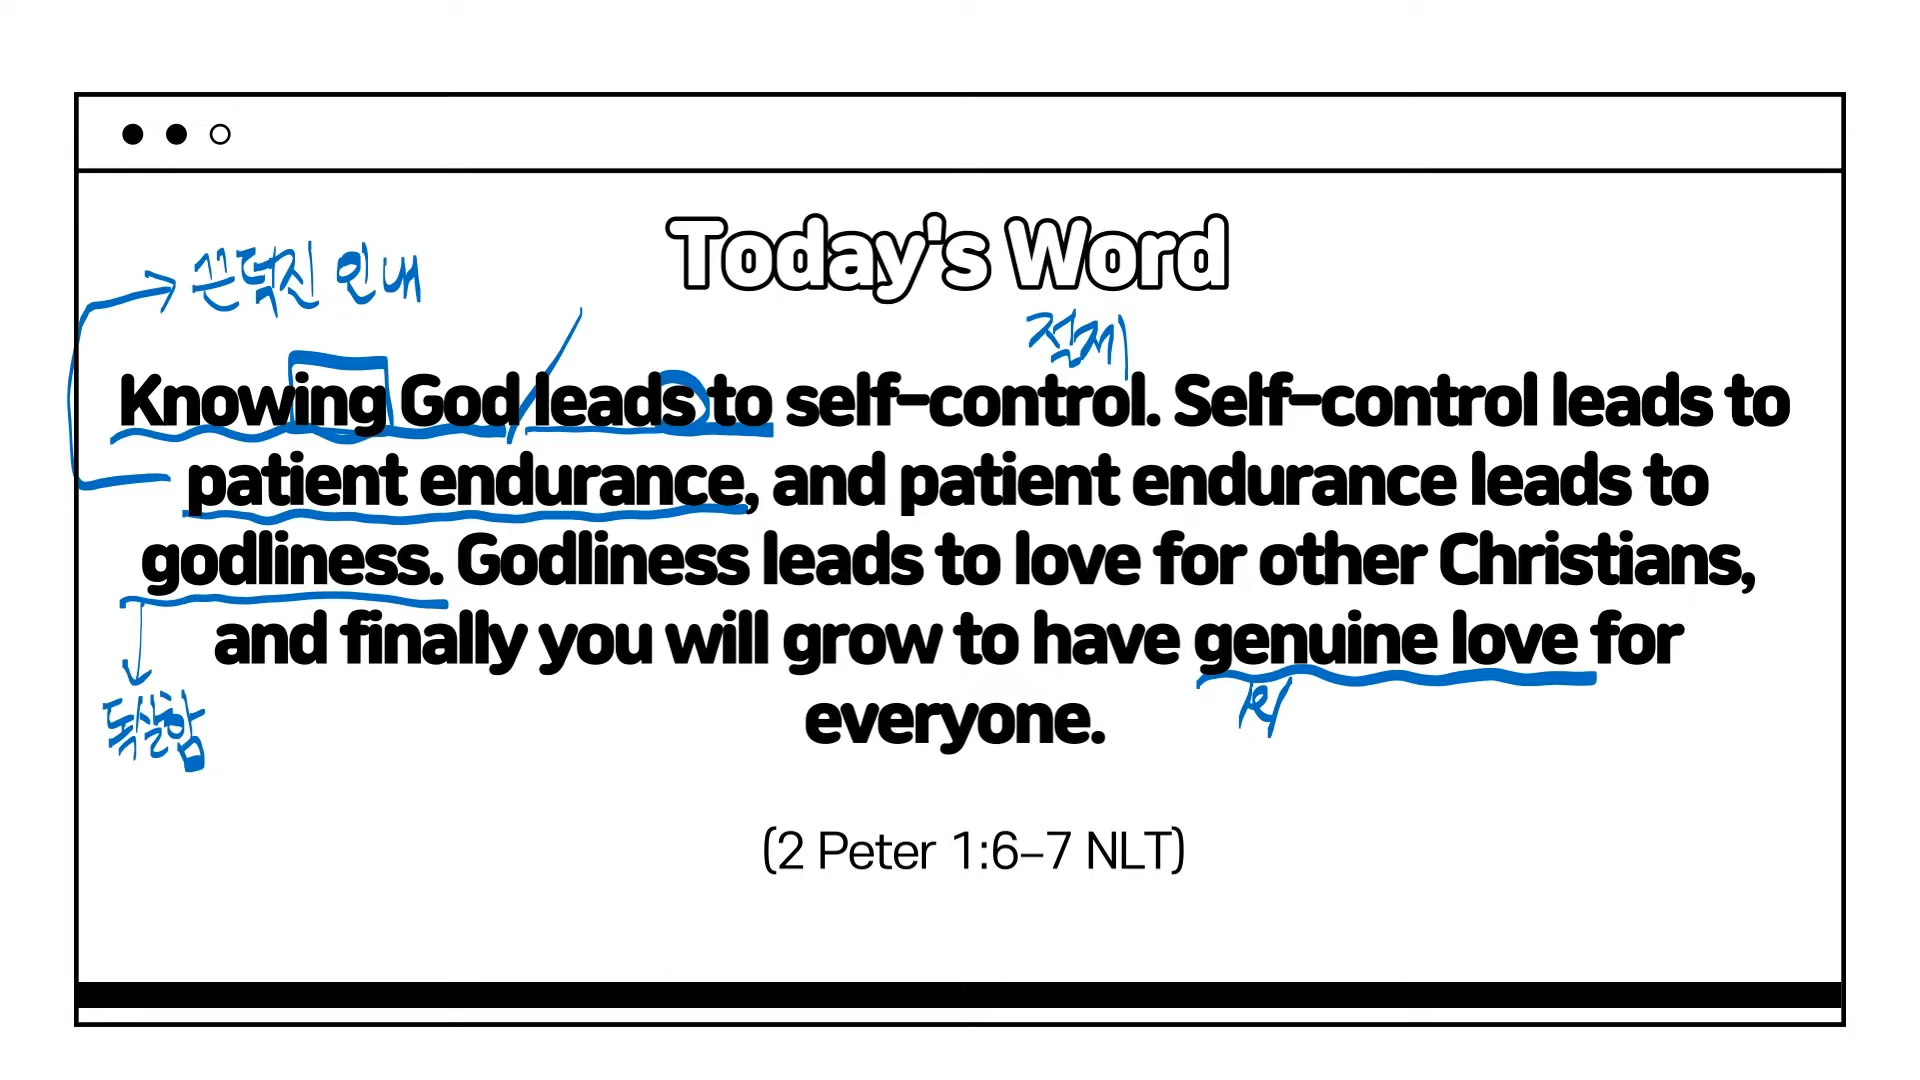 Today's Word
끈덕진 인내
절제
Knowing God leads to self-control. Self-control leads to
patient endurance, and patient endurance leads to
godliness. Godliness leads to love for other Christians,
and finally you will grow to have genuine love for
everyone.
독실함
(2 Peter 1:6-7 NLT)